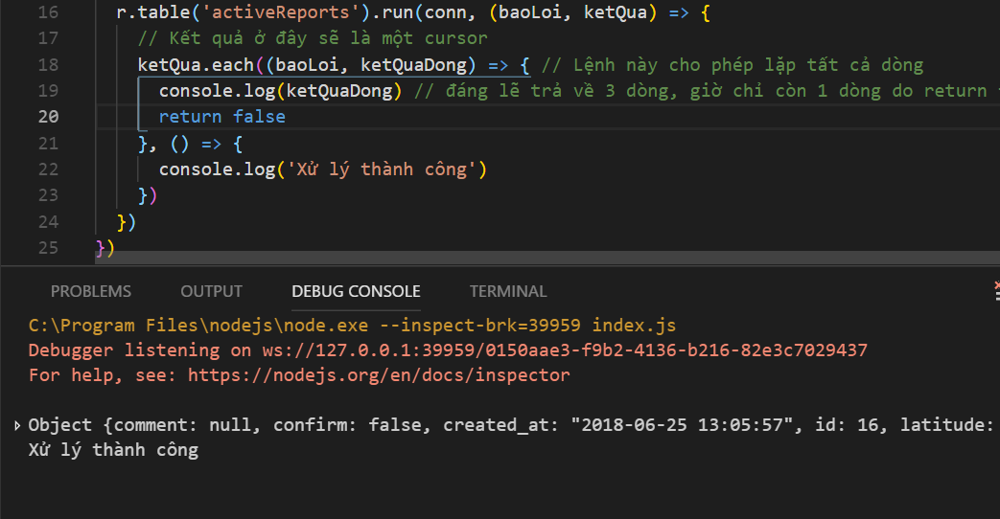 16 r.table('activeReports').run(conn, (baoLoi, ketQua) => {
17 // Kết quả ở đây sẽ là một cursor
18 ketQua.each((baoLoi, ketQuaDong) => { // Lệnh này cho phép lặp tất cả dòng
19 console.log(ketQuaDong) // đáng lẽ trả về 3 dòng, giờ chỉ còn 1 dòng do return
20 return false
21 }, () => {
22 console.log('Xử lý thành công')
23 })
24 })
25 })
PROBLEMS OUTPUT DEBUG CONSOLE TERMINAL
C:\Program Files\nodejs\node.exe --inspect-brk=39959 index.js
Debugger listening on ws://127.0.0.1:39959/0150aae3-f9b2-4136-b216-82e3c7029437
For help, see: https://nodejs.org/en/docs/inspector
Object {comment: null, confirm: false, created_at: "2018-06-25 13:05:57", id: 16, latitude:
Xử lý thành công